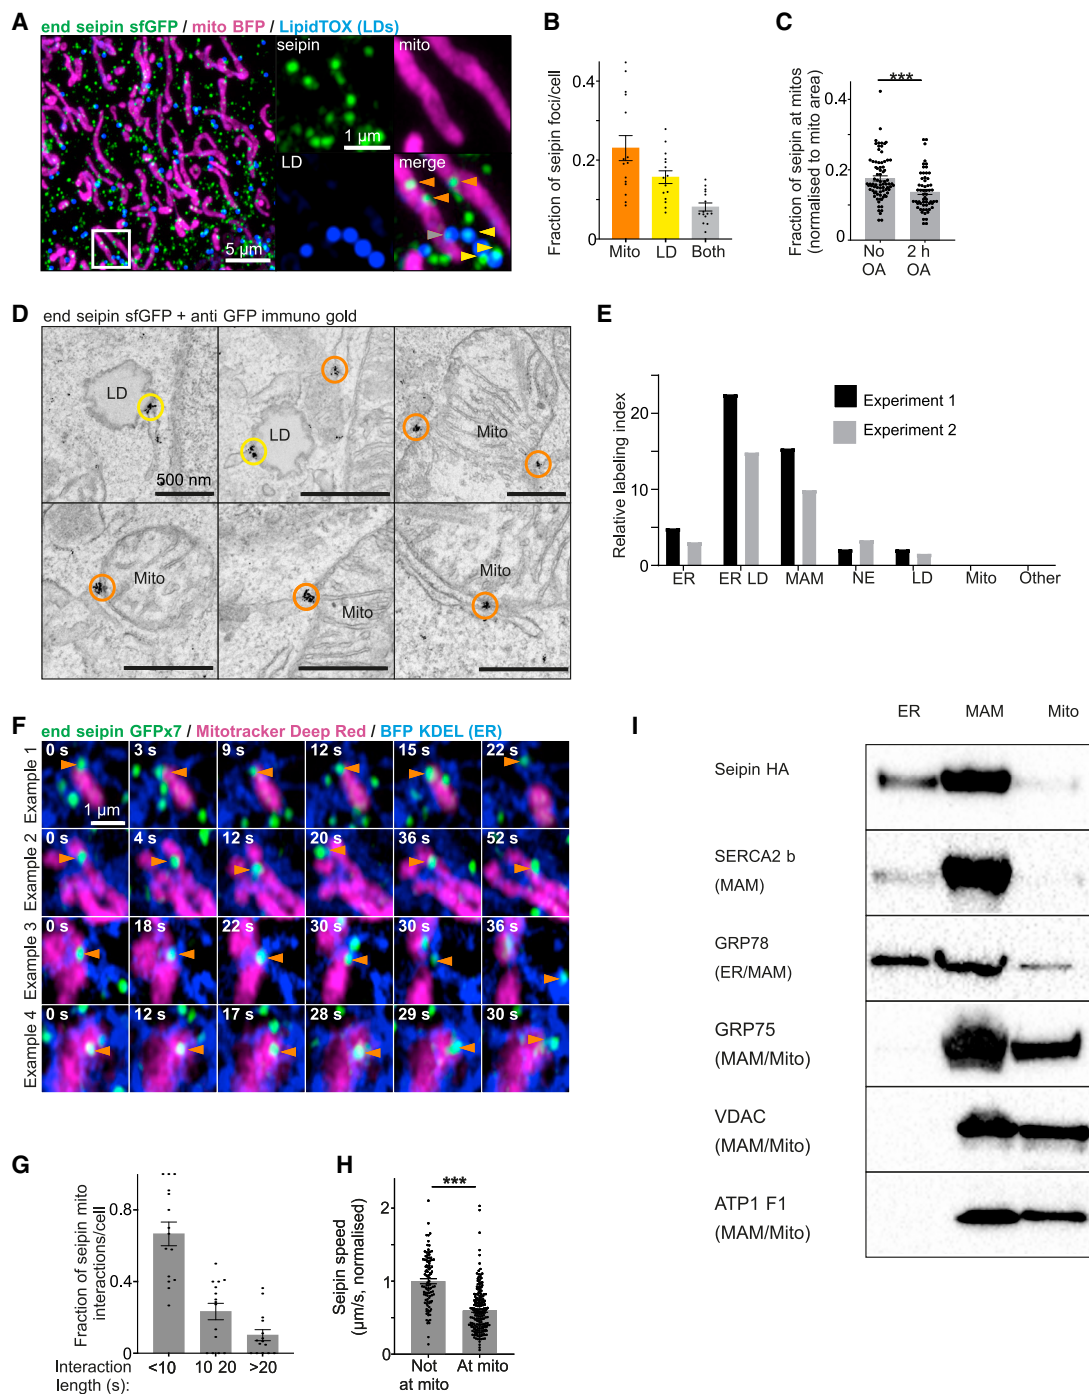 A
end seipin sfGFP / mito BFP / LipidTOX (LDs)
seipin
mito
1 µm
LD
merge
5 µm
B
Fraction of seipin foci/cell
0.4
0.2
0
Mito LD Both
C
Fraction of seipin at mitos
(normalised to mito area)
***
0.4
0.2
0
No OA
2 h OA
D
end seipin sfGFP + anti GFP immuno gold
LD
500 nm
LD
Mito
Mito
Mito
Mito
E
Relative labeling index
20
10
0
Experiment 1
Experiment 2
ER ER LD MAM NE LD Mito Other
F
end seipin GFPx7 / Mitotracker Deep Red / BFP KDEL (ER)
Example 1
0 s 3 s 9 s 12 s 15 s 22 s
1 µm
Example 2
0 s 4 s 12 s 20 s 36 s 52 s
Example 3
0 s 18 s 22 s 30 s 30 s 36 s
Example 4
0 s 12 s 17 s 28 s 29 s 30 s
G
Fraction of seipin mito
interactions/cell
0.8
0.4
0
Interaction
length (s):
<10 10 20 >20
H
Seipin speed
(µm/s, normalised)
***
2
1
0
Not
at mito
At mito
I
ER MAM Mito
Seipin HA
SERCA2 b
(MAM)
GRP78
(ER/MAM)
GRP75
(MAM/Mito)
VDAC
(MAM/Mito)
ATP1 F1
(MAM/Mito)